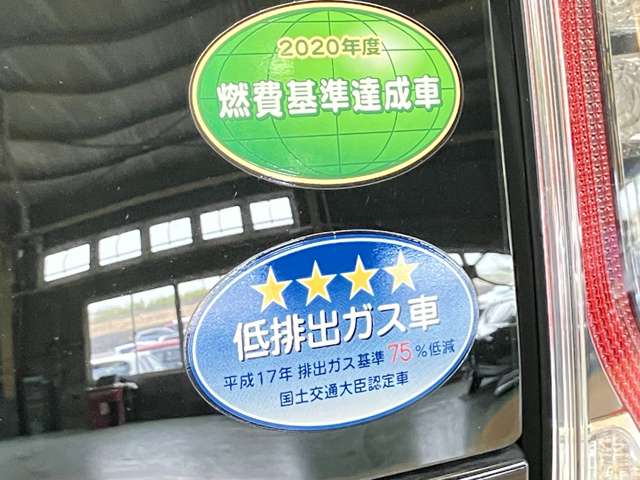 2020年度
燃費基準達成車
★★★★
低排出ガス車
平成17年 排出ガス基準 75%低減
国土交通大臣認定車